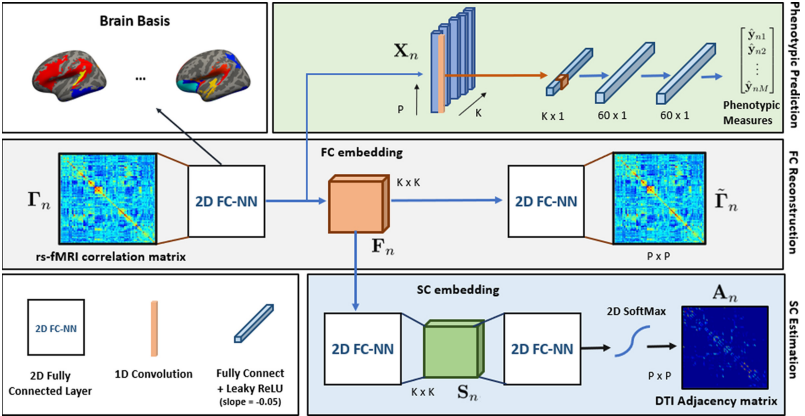 Brain Basis
...
X_n
P
K
K x 1
60 x 1
60 x 1
ŷ_n1
ŷ_n2
⋮
ŷ_nM
Phenotypic
Measures
Phenotypic Prediction
FC embedding
Γ_n
2D FC-NN
K x K
F_n
2D FC-NN
Γ̃_n
rs-fMRI correlation matrix
P x P
FC Reconstruction
2D FC-NN
2D Fully
Connected Layer
1D Convolution
Fully Connect
+ Leaky ReLU
(slope = -0.05)
SC embedding
2D FC-NN
K x K
S_n
2D FC-NN
2D SoftMax
P x P
A_n
DTI Adjacency matrix
SC Estimation